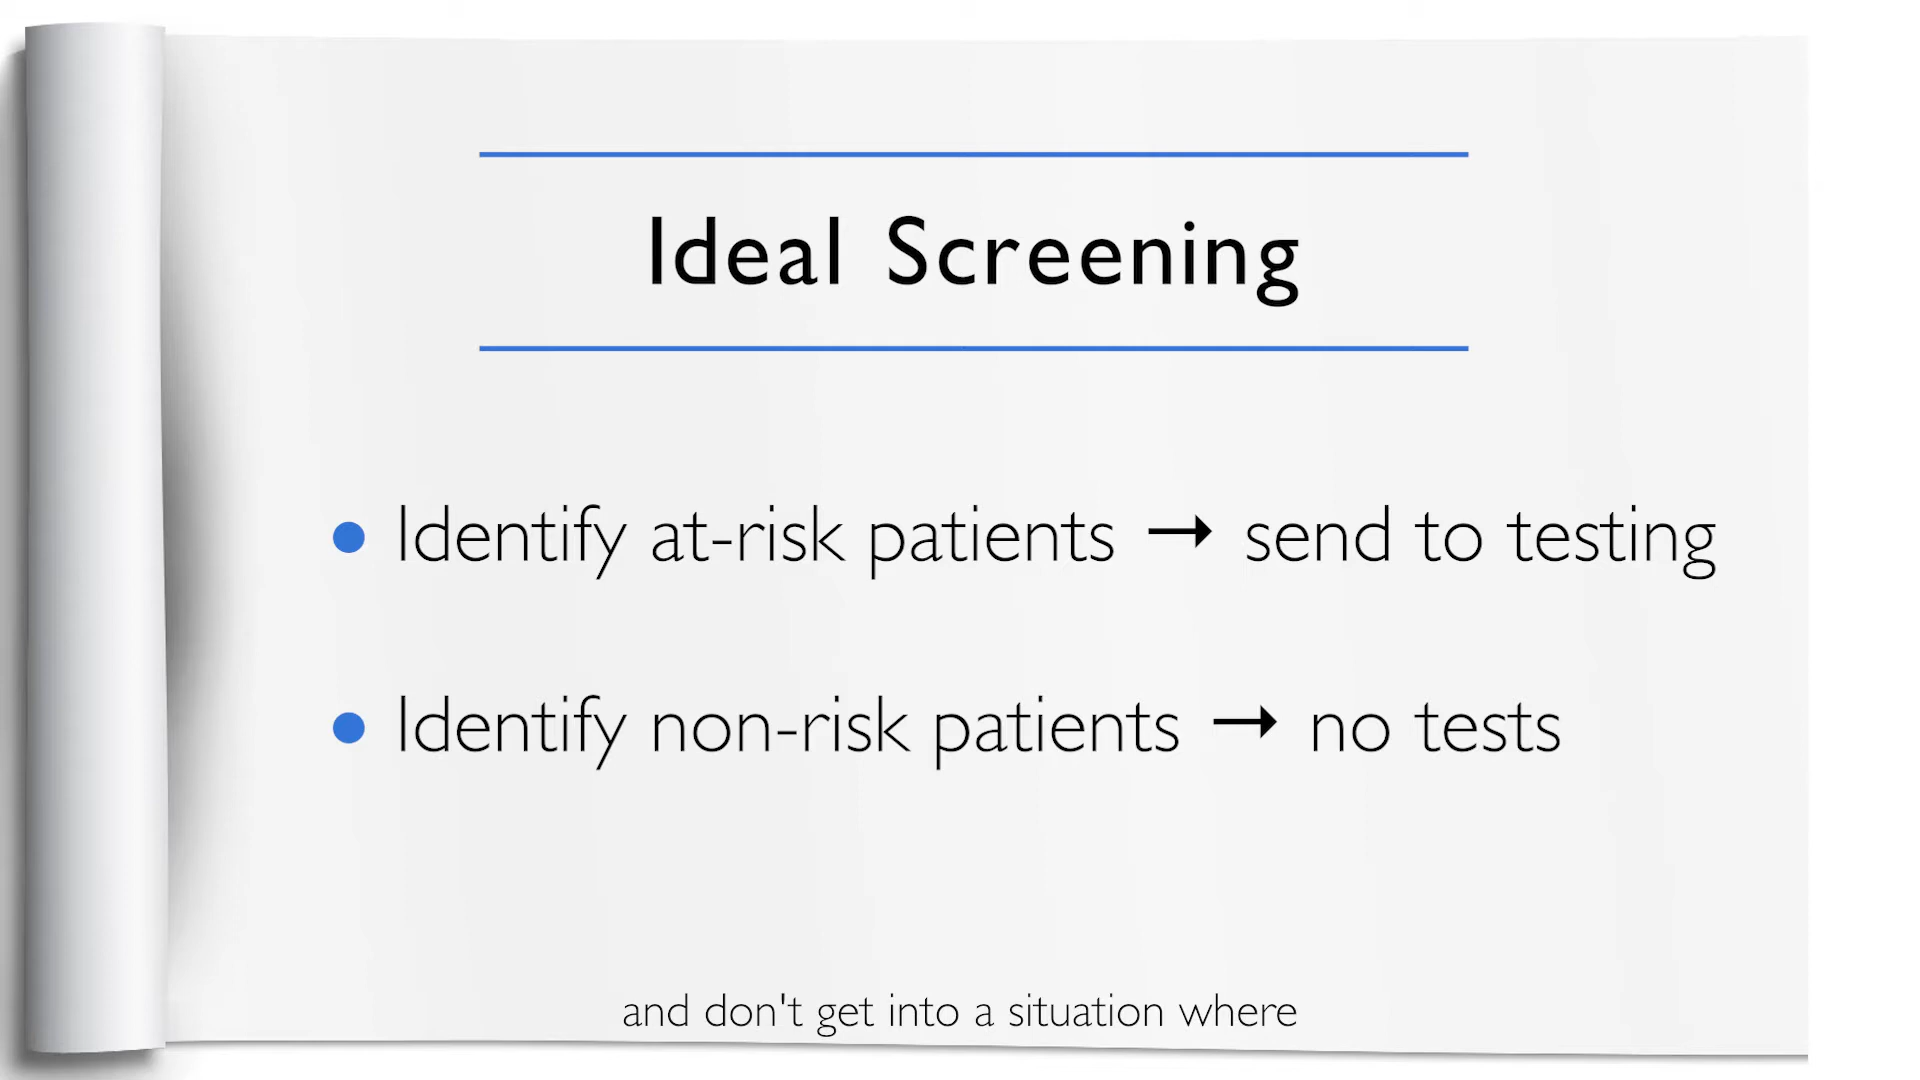 Ideal Screening
● Identify at-risk patients → send to testing
● Identify non-risk patients → no tests
and don't get into a situation where